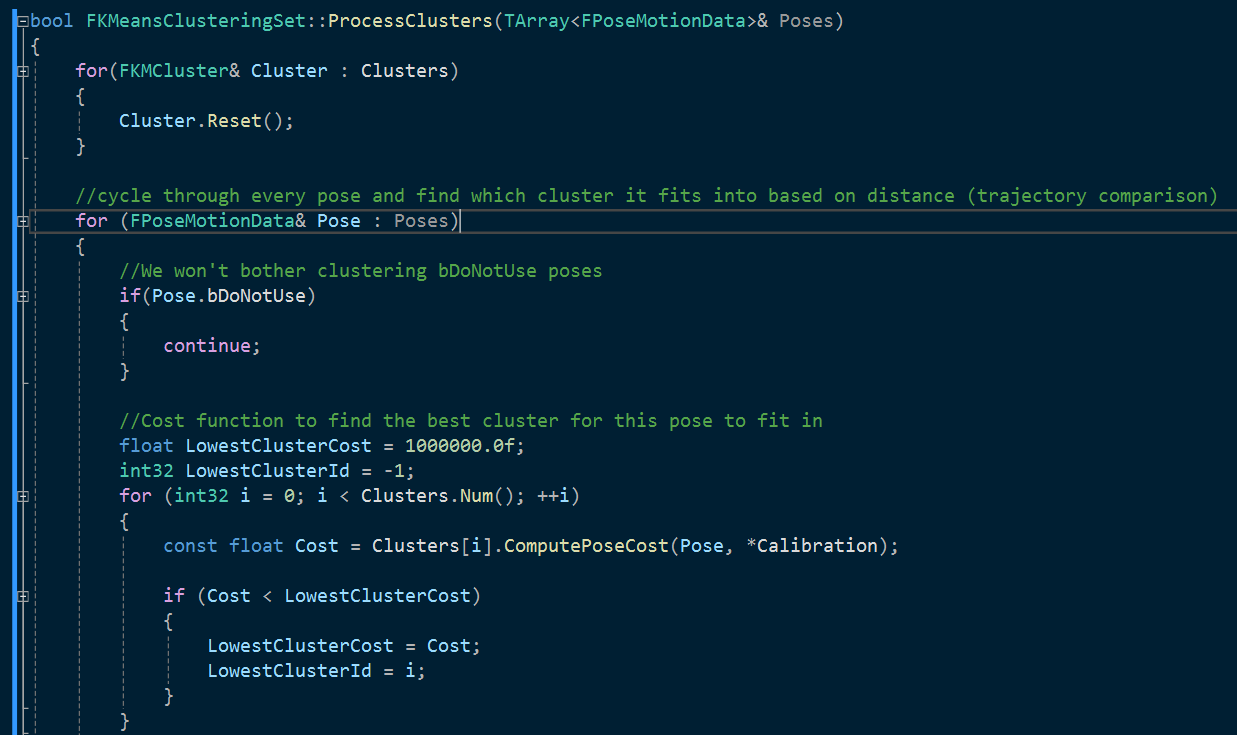 bool FKMeansClusteringSet::ProcessClusters(TArray<FPoseMotionData>& Poses)
{
    for(FKMCluster& Cluster : Clusters)
    {
        Cluster.Reset();
    }

    //cycle through every pose and find which cluster it fits into based on distance (trajectory comparison)
    for (FPoseMotionData& Pose : Poses)
    {
        //We won't bother clustering bDoNotUse poses
        if(Pose.bDoNotUse)
        {
            continue;
        }

        //Cost function to find the best cluster for this pose to fit in
        float LowestClusterCost = 1000000.0f;
        int32 LowestClusterId = -1;
        for (int32 i = 0; i < Clusters.Num(); ++i)
        {
            const float Cost = Clusters[i].ComputePoseCost(Pose, *Calibration);

            if (Cost < LowestClusterCost)
            {
                LowestClusterCost = Cost;
                LowestClusterId = i;
            }
        }